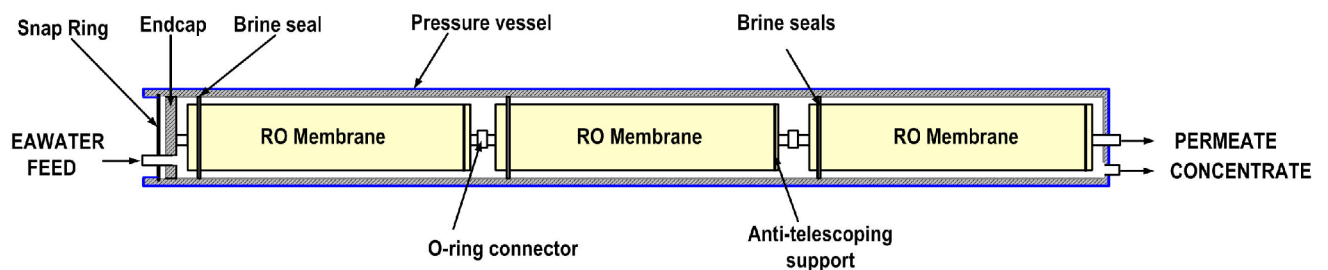 Snap Ring
Endcap
Brine seal
Pressure vessel
Brine seals
RO Membrane
RO Membrane
RO Membrane
EAWATER
FEED
PERMEATE
CONCENTRATE
O-ring connector
Anti-telescoping
support